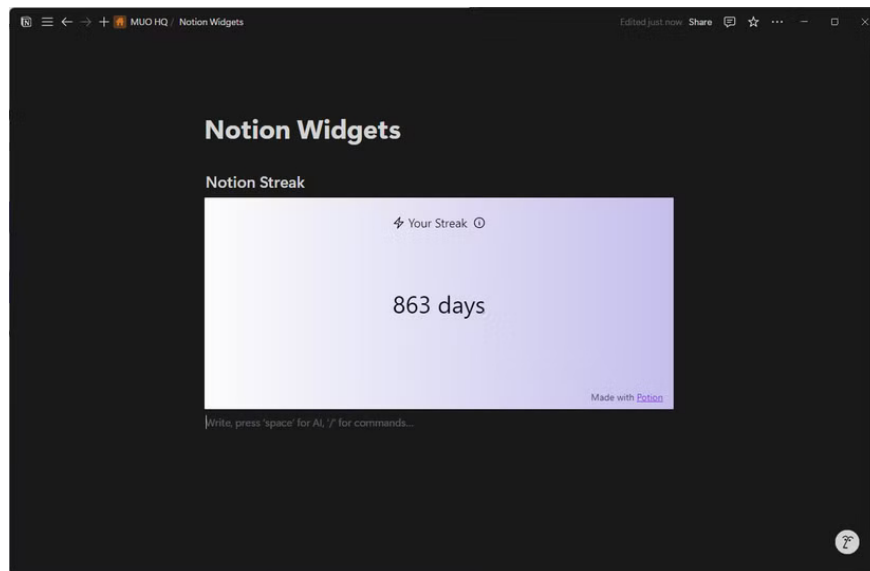 MUO HQ / Notion Widgets
Edited just now Share
Notion Widgets
Notion Streak
Your Streak
863 days
Made with Potion
Write, press 'space' for AI, '/' for commands...